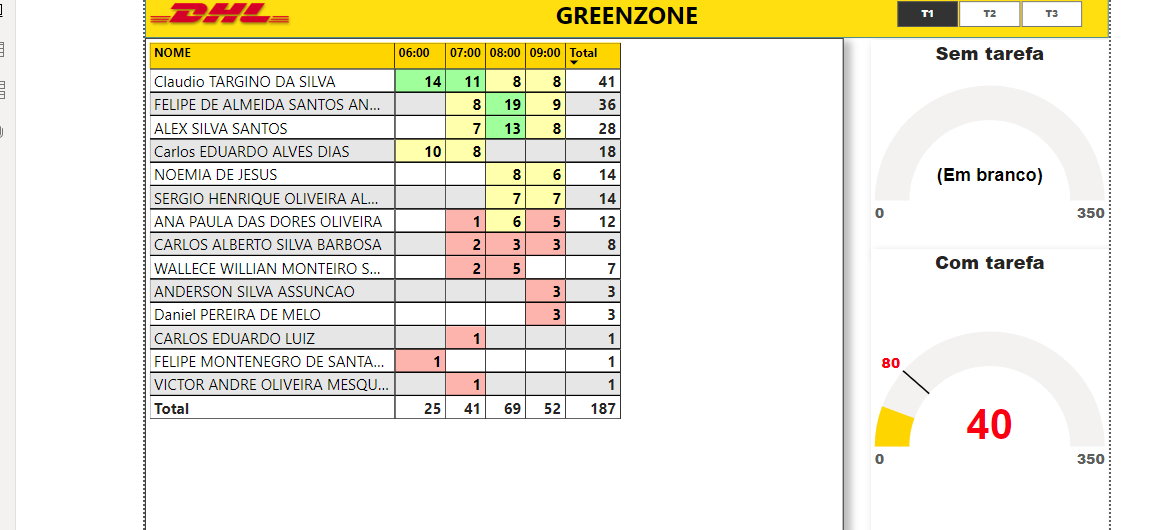 DHL
GREENZONE
T1 T2 T3
NOME 06:00 07:00 08:00 09:00 Total
Claudio TARGINO DA SILVA 14 11 8 8 41
FELIPE DE ALMEIDA SANTOS AN... 8 19 9 36
ALEX SILVA SANTOS 7 13 8 28
Carlos EDUARDO ALVES DIAS 10 8 18
NOEMIA DE JESUS 8 6 14
SERGIO HENRIQUE OLIVEIRA AL... 7 7 14
ANA PAULA DAS DORES OLIVEIRA 1 6 5 12
CARLOS ALBERTO SILVA BARBOSA 2 3 3 8
WALLECE WILLIAN MONTEIRO S... 2 5 7
ANDERSON SILVA ASSUNCAO 3 3
Daniel PEREIRA DE MELO 3 3
CARLOS EDUARDO LUIZ 1 1
FELIPE MONTENEGRO DE SANTA... 1 1
VICTOR ANDRE OLIVEIRA MESQU... 1 1
Total 25 41 69 52 187
Sem tarefa
(Em branco)
0 350
Com tarefa
80
40
0 350